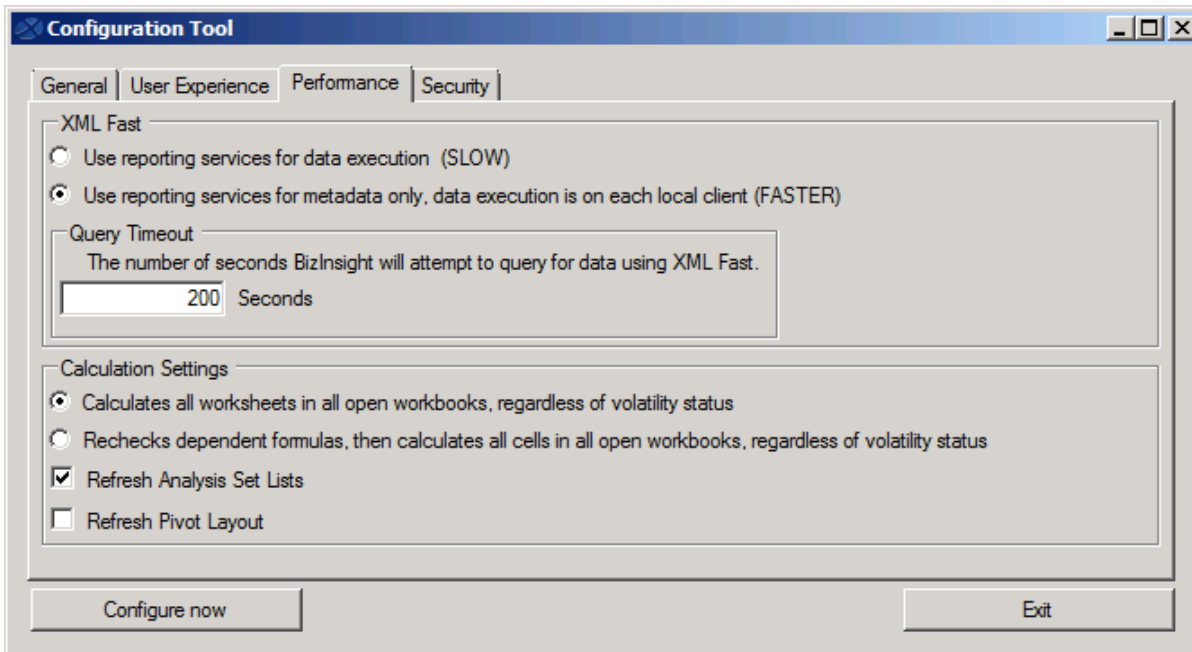 Configuration Tool
General User Experience Performance Security
XML Fast
Use reporting services for data execution (SLOW)
Use reporting services for metadata only, data execution is on each local client (FASTER)
Query Timeout
The number of seconds BizInsight will attempt to query for data using XML Fast.
200 Seconds
Calculation Settings
Calculates all worksheets in all open workbooks, regardless of volatility status
Rechecks dependent formulas, then calculates all cells in all open workbooks, regardless of volatility status
Refresh Analysis Set Lists
Refresh Pivot Layout
Configure now Exit